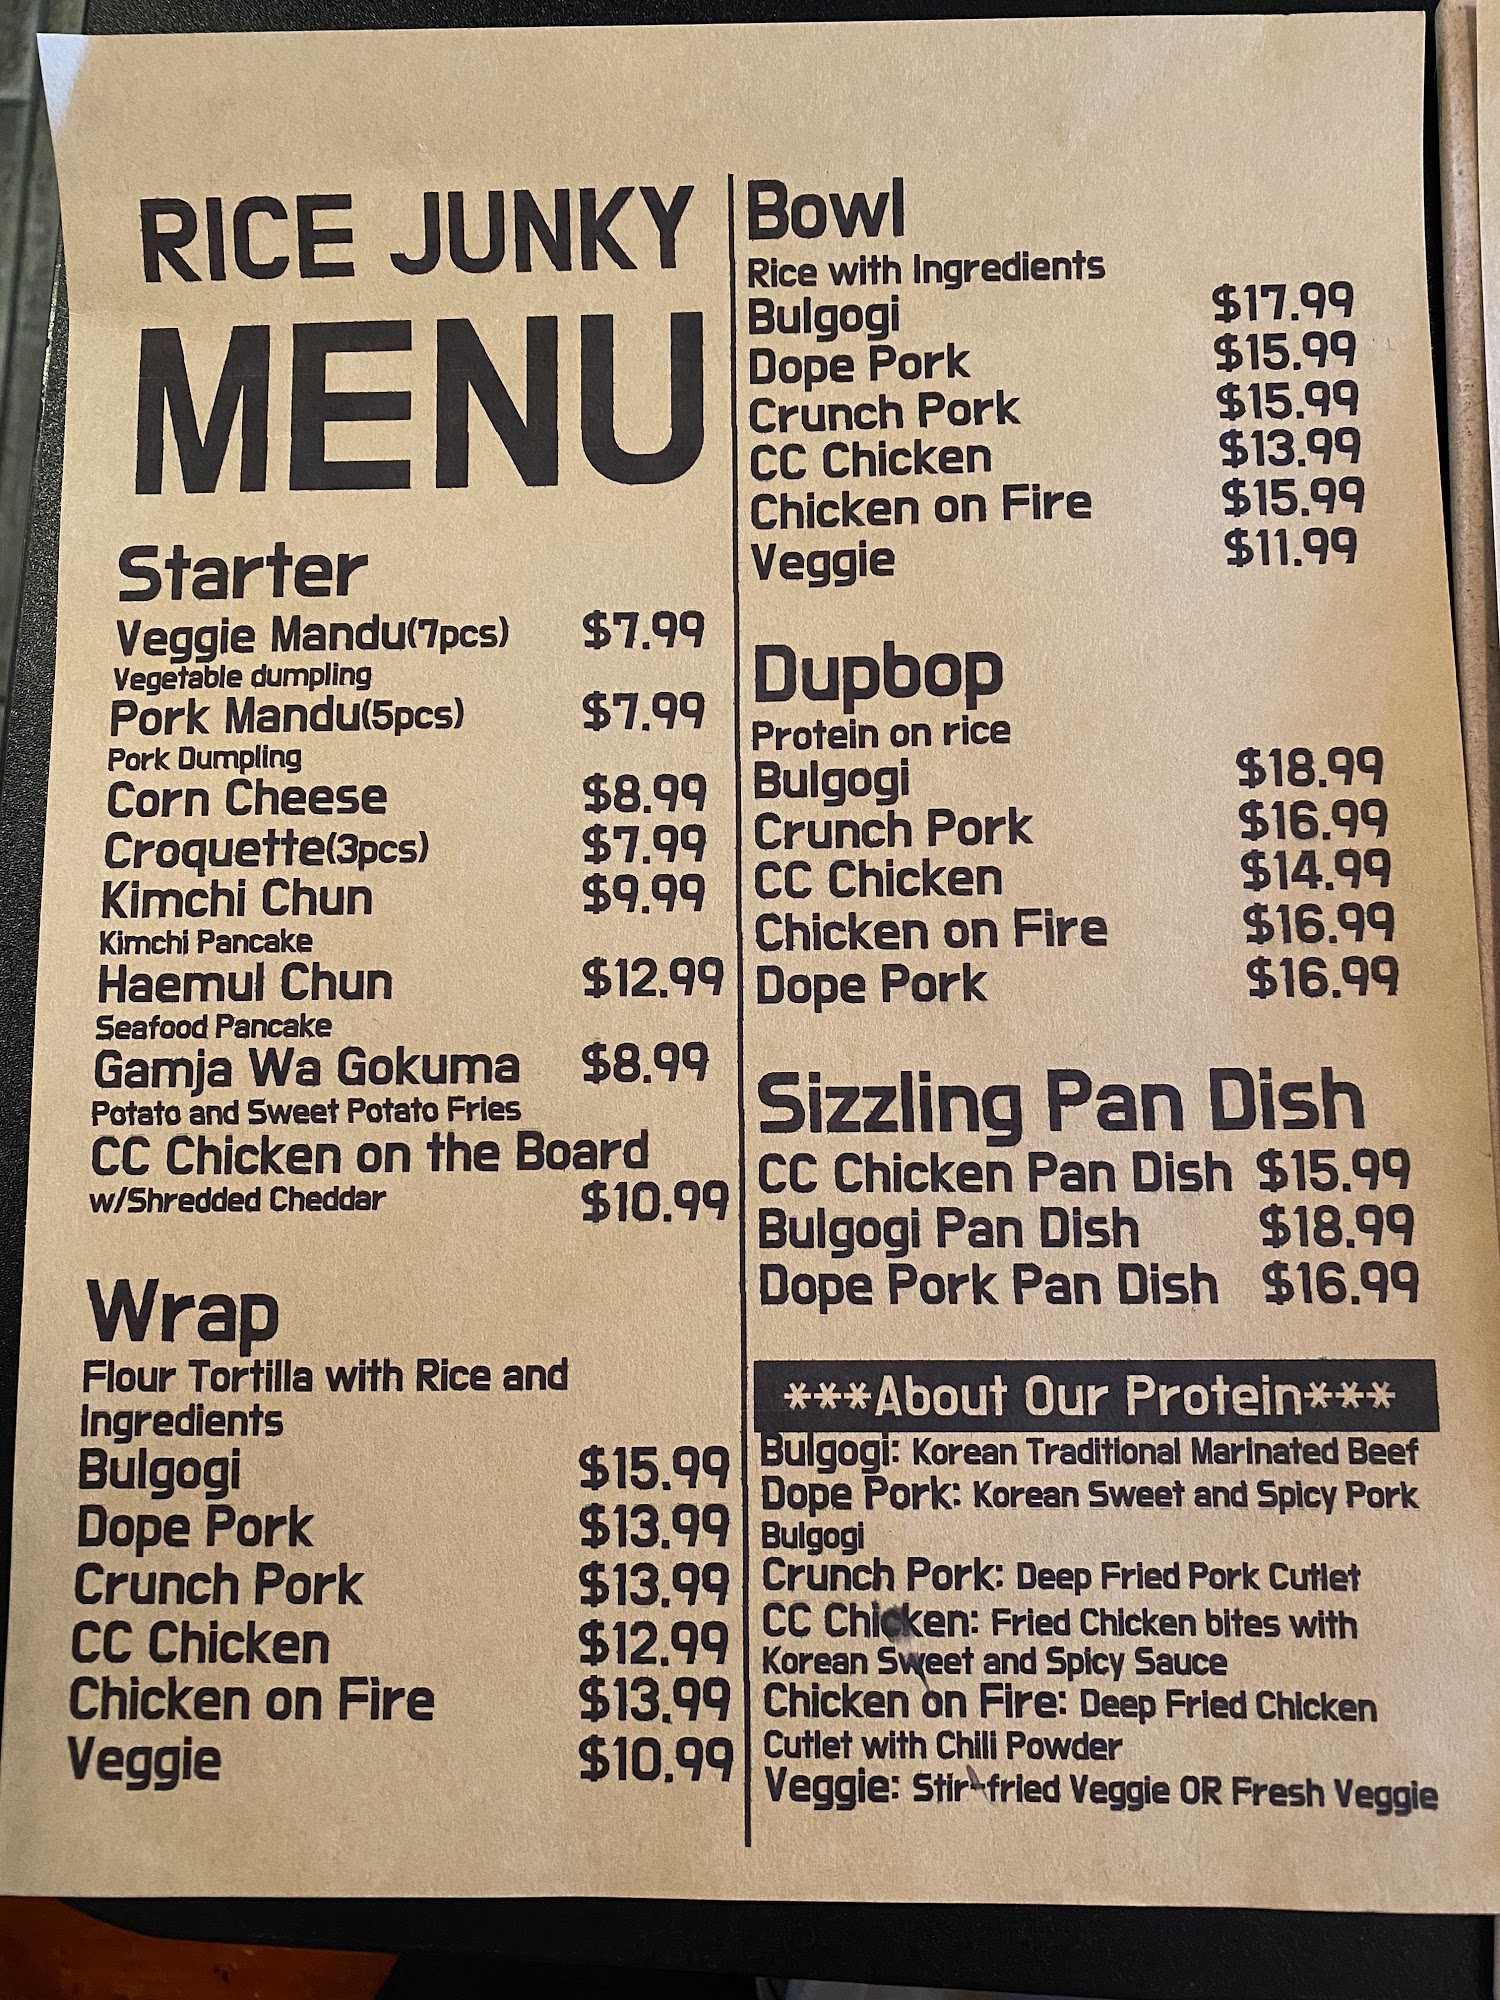 RICE JUNKY
MENU
Starter
Veggie Mandu(7pcs) $7.99
Vegetable dumpling
Pork Mandu(5pcs) $7.99
Pork Dumpling
Corn Cheese $8.99
Croquette(3pcs) $7.99
Kimchi Chun $9.99
Kimchi Pancake
Haemul Chun $12.99
Seafood Pancake
Gamja Wa Gokuma $8.99
Potato and Sweet Potato Fries
CC Chicken on the Board
w/Shredded Cheddar $10.99
Wrap
Flour Tortilla with Rice and
Ingredients
Bulgogi $15.99
Dope Pork $13.99
Crunch Pork $13.99
CC Chicken $12.99
Chicken on Fire $13.99
Veggie $10.99
Bowl
Rice with Ingredients
Bulgogi $17.99
Dope Pork $15.99
Crunch Pork $15.99
CC Chicken $13.99
Chicken on Fire $15.99
Veggie $11.99
Dupbop
Protein on rice
Bulgogi $18.99
Crunch Pork $16.99
CC Chicken $14.99
Chicken on Fire $16.99
Dope Pork $16.99
Sizzling Pan Dish
CC Chicken Pan Dish $15.99
Bulgogi Pan Dish $18.99
Dope Pork Pan Dish $16.99
***About Our Protein***
Bulgogi: Korean Traditional Marinated Beef
Dope Pork: Korean Sweet and Spicy Pork
Bulgogi
Crunch Pork: Deep Fried Pork Cutlet
CC Chicken: Fried Chicken bites with
Korean Sweet and Spicy Sauce
Chicken on Fire: Deep Fried Chicken
Cutlet with Chili Powder
Veggie: Stir-fried Veggie OR Fresh Veggie